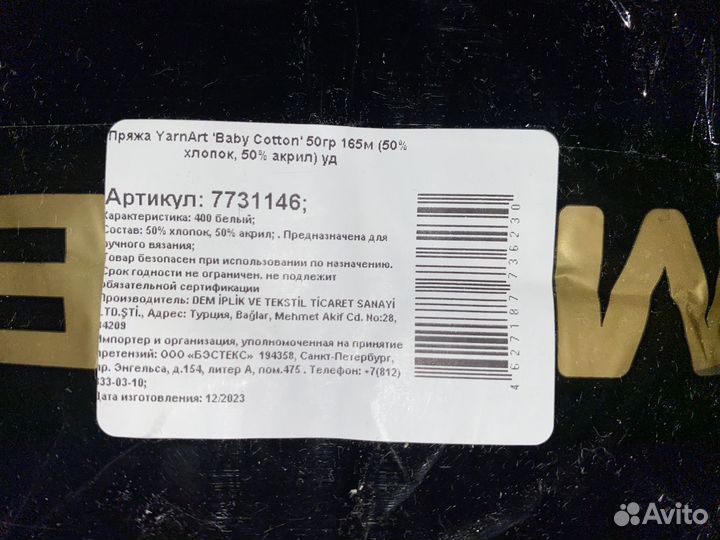 Пряжа YarnArt 'Baby Cotton' 50гр 165м (50%
хлопок, 50% акрил) уд
Артикул: 7731146;
Характеристика: 400 белый;
Состав: 50% хлопок, 50% акрил; . Предназначена для
ручного вязания;
Товар безопасен при использовании по назначению.
Срок годности не ограничен. не подлежит
обязательной сертификации
Производитель: DEM İPLİK VE TEKSTİL TİCARET SANAYİ
LTD.ŞTİ., Адрес: Турция, Bağlar, Mehmet Akif Cd. No:28,
34209
Импортер и организация, уполномоченная на принятие
претензий: ООО «БЭСТЕКС» 194358, Санкт-Петербург,
пр. Энгельса, д.154, литер А, пом.475 . Телефон: +7(812)
333-03-10;
Дата изготовления: 12/2023
4627187736230
E
M
Avito